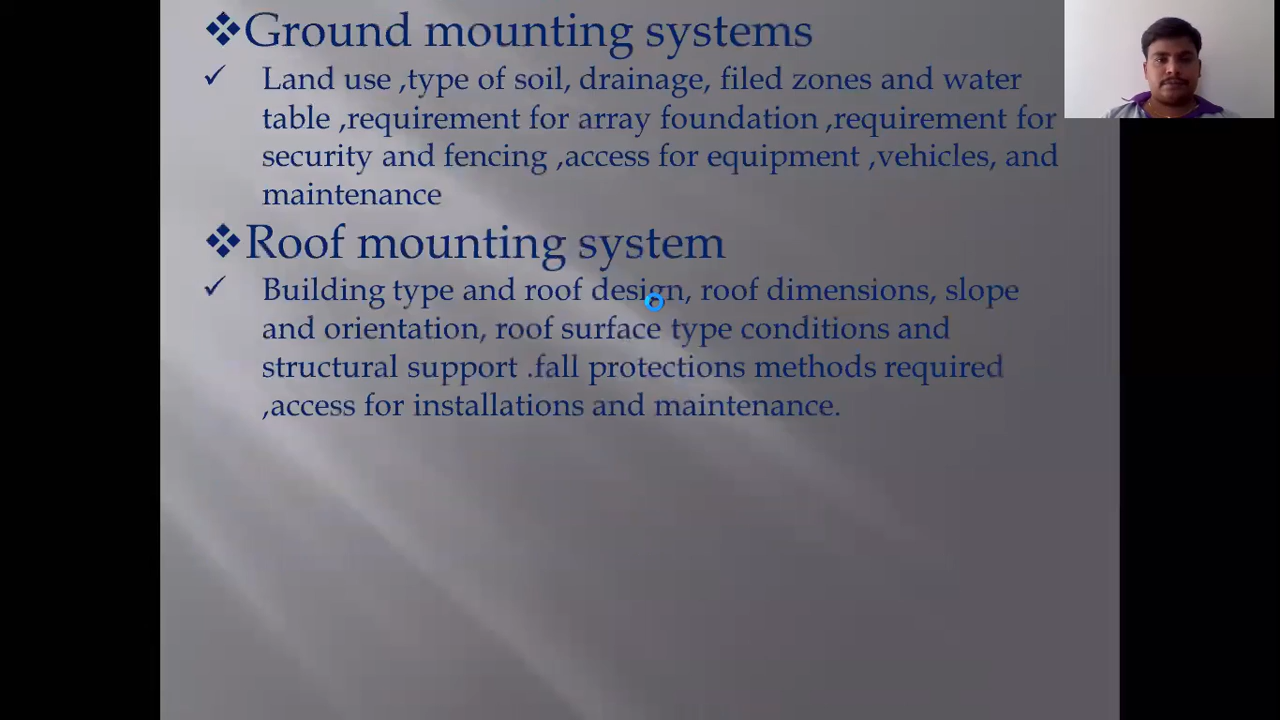 Ground mounting systems
Land use ,type of soil, drainage, filed zones and water
table ,requirement for array foundation ,requirement for
security and fencing ,access for equipment ,vehicles, and
maintenance
Roof mounting system
Building type and roof design, roof dimensions, slope
and orientation, roof surface type conditions and
structural support .fall protections methods required
,access for installations and maintenance.